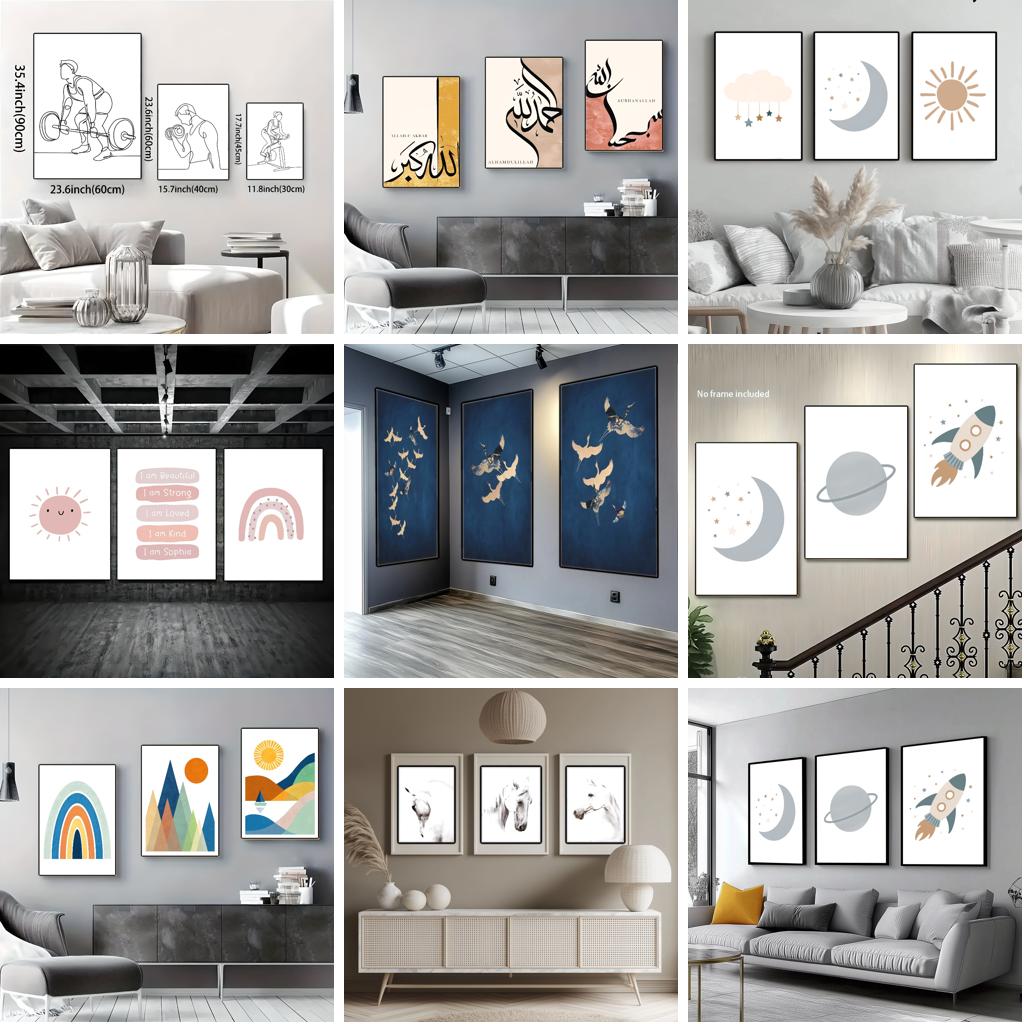 35.4inch(90cm)
23.6inch(60cm)
23.6inch(60cm)
15.7inch(40cm)
17.7inch(45cm)
11.8inch(30cm)
ALLAH-U AKBAR
الله أكبر
الحمد لله
ALHAMDULILLAH
سبحان الله
SUBHANALLAH
I am Beautiful
I am Strong
I am Loved
I am Kind
I am Sophia
No frame included